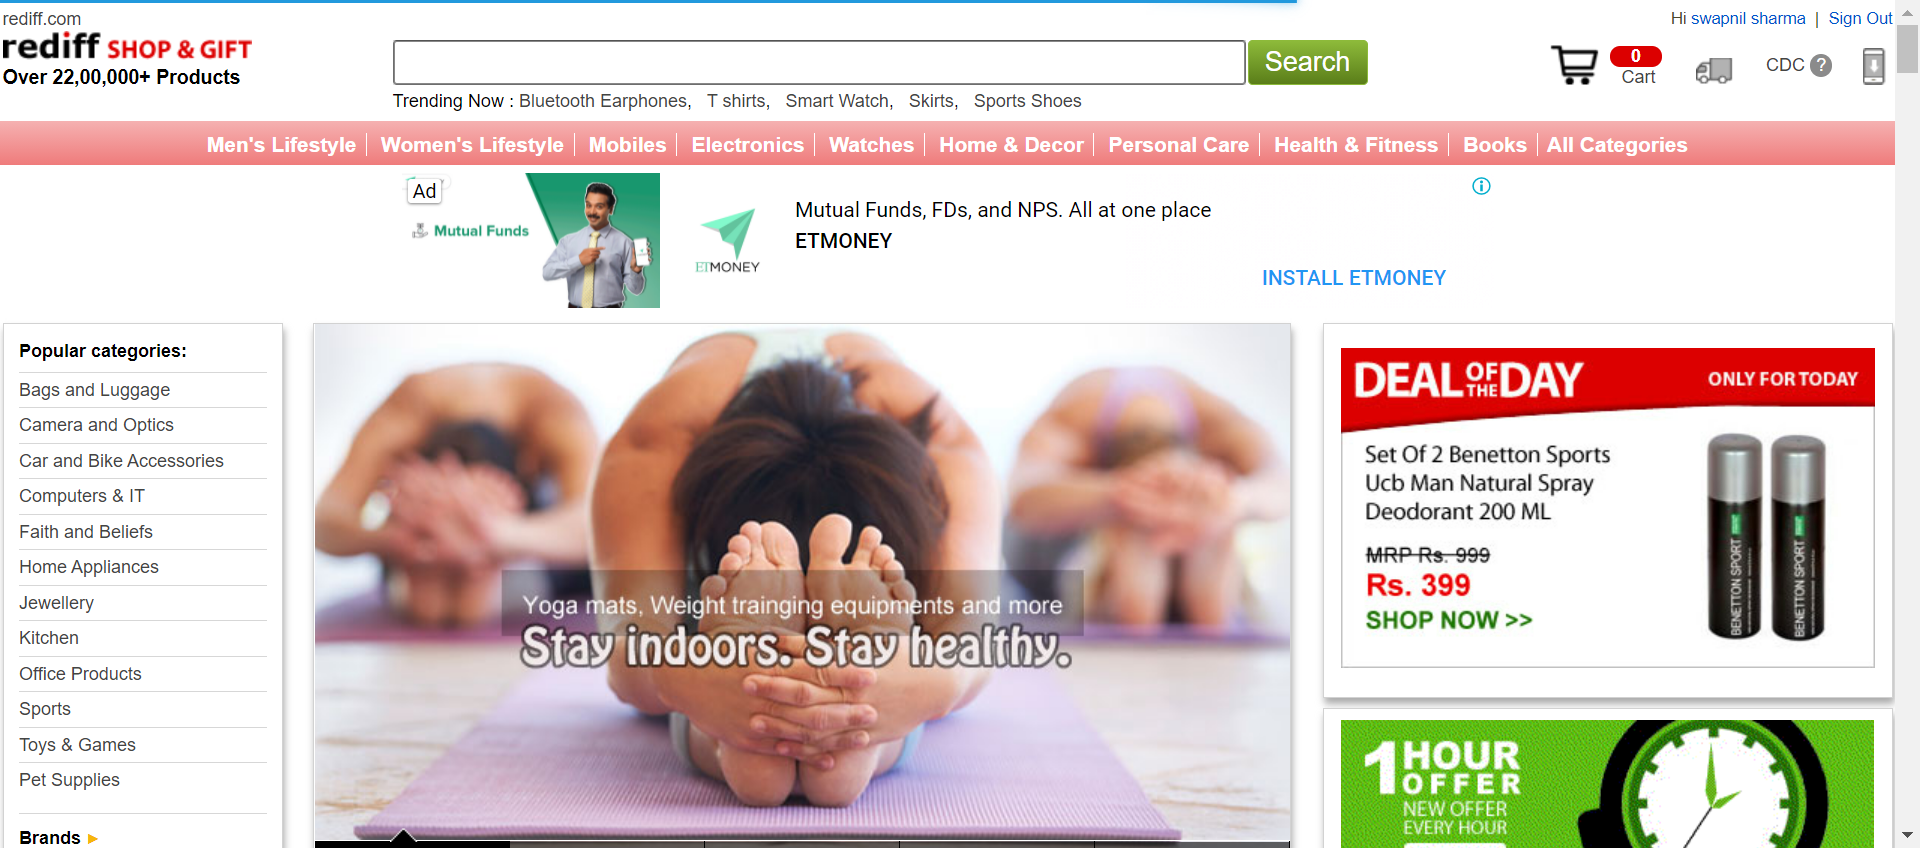 rediff.com
Hi swapnil sharma | Sign Out
rediff SHOP & GIFT
Over 22,00,000+ Products
Search
0
Cart
CDC ?
Trending Now : Bluetooth Earphones, T shirts, Smart Watch, Skirts, Sports Shoes
Men's Lifestyle
Women's Lifestyle
Mobiles
Electronics
Watches
Home & Decor
Personal Care
Health & Fitness
Books
All Categories
Ad
Mutual Funds
ETMONEY
Mutual Funds, FDs, and NPS. All at one place
ETMONEY
INSTALL ETMONEY
Popular categories:
Bags and Luggage
Camera and Optics
Car and Bike Accessories
Computers & IT
Faith and Beliefs
Home Appliances
Jewellery
Kitchen
Office Products
Sports
Toys & Games
Pet Supplies
Brands
Yoga mats, Weight trainging equipments and more
Stay indoors. Stay healthy.
DEAL OF THE DAY
ONLY FOR TODAY
Set Of 2 Benetton Sports
Ucb Man Natural Spray
Deodorant 200 ML
MRP Rs. 999
Rs. 399
SHOP NOW >>
BENETTON SPORT
BENETTON SPORT
1 HOUR
OFFER
NEW OFFER
EVERY HOUR